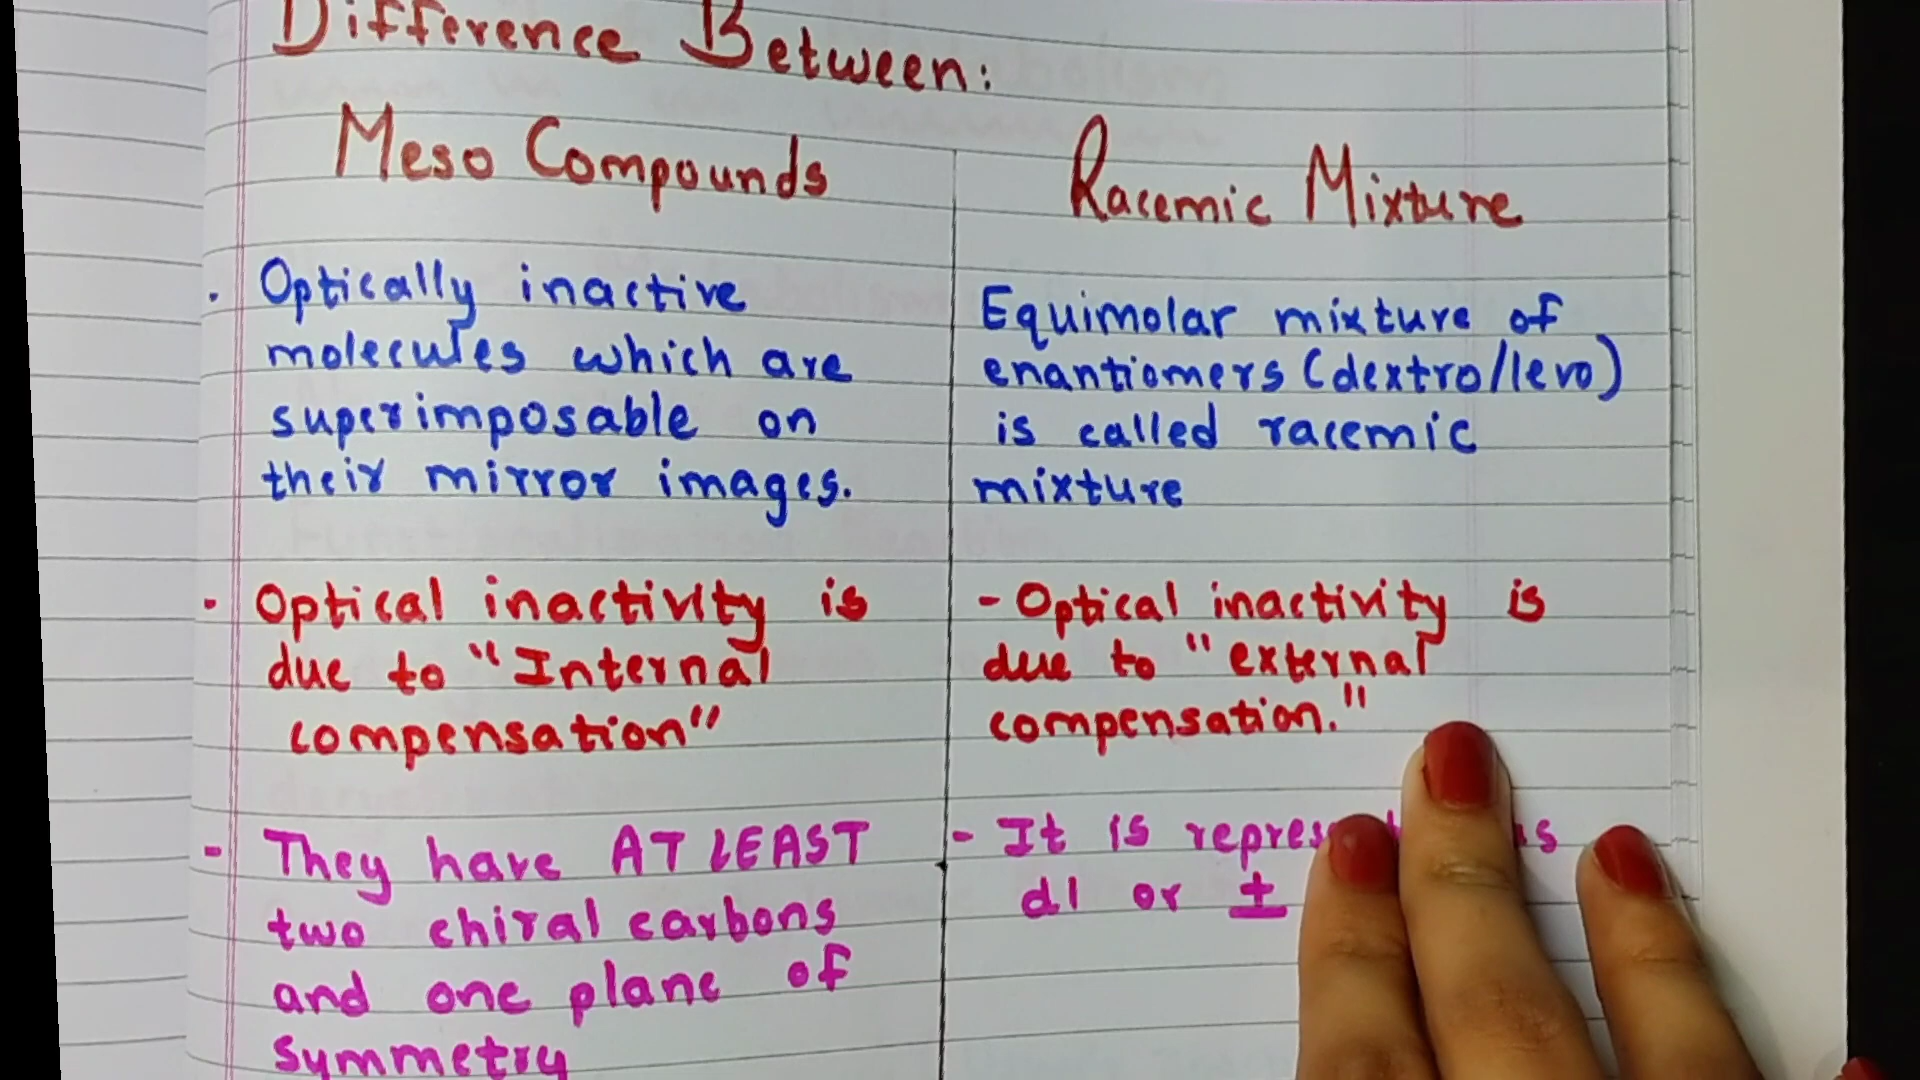 Difference Between:
Meso Compounds
. Optically inactive
molecules which are
superimposable on
their mirror images.
- Optical inactivity is
due to "Internal
compensation"
- They have AT LEAST
two chiral carbons
and one plane of
symmetry
Racemic Mixture
Equimolar mixture of
enantiomers (dextro/levo)
is called racemic
mixture
- Optical inactivity is
due to "external
compensation."
- It is
dl or ±